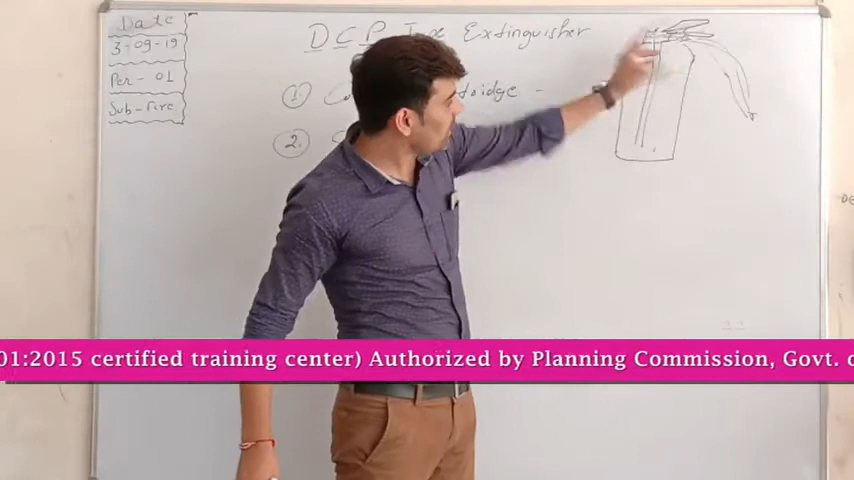 Date
3-09-19
Per - 01
Sub - Fire
DCP Type Extinguisher
1.
2.
01:2015 certified training center) Authorized by Planning Commission, Govt.